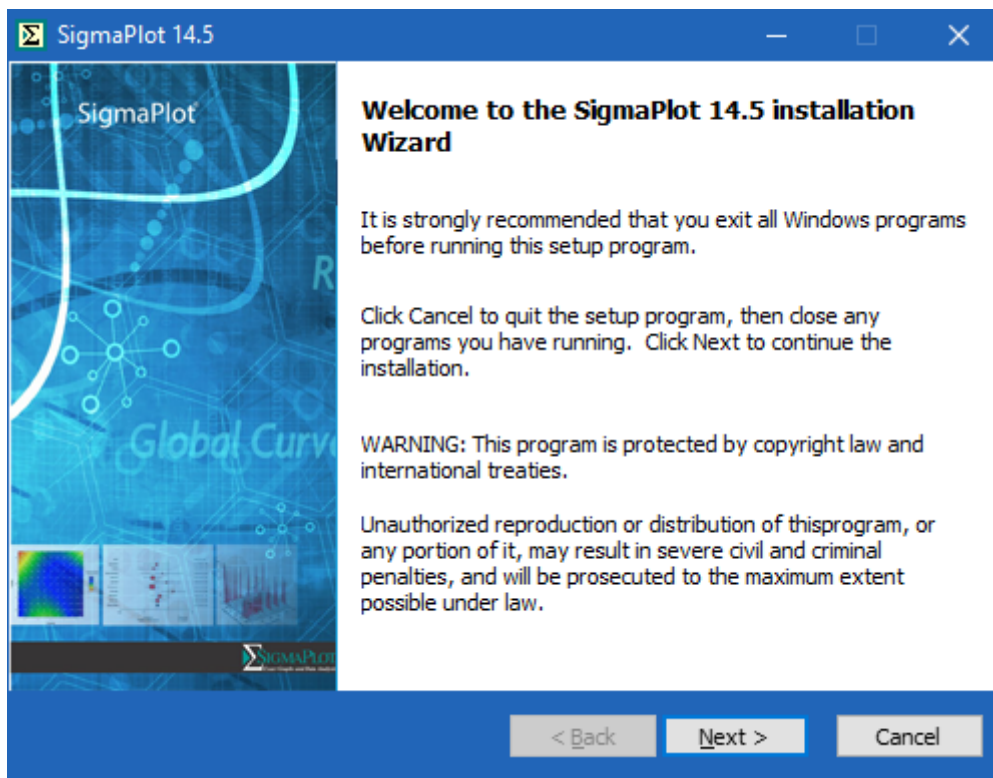 SigmaPlot 14.5
SigmaPlot
Welcome to the SigmaPlot 14.5 installation
Wizard
It is strongly recommended that you exit all Windows programs
before running this setup program.
Click Cancel to quit the setup program, then close any
programs you have running.  Click Next to continue the
installation.
WARNING: This program is protected by copyright law and
international treaties.
Unauthorized reproduction or distribution of thisprogram, or
any portion of it, may result in severe civil and criminal
penalties, and will be prosecuted to the maximum extent
possible under law.
R
Global Curve
SIGMAPLOT
< Back
Next >
Cancel